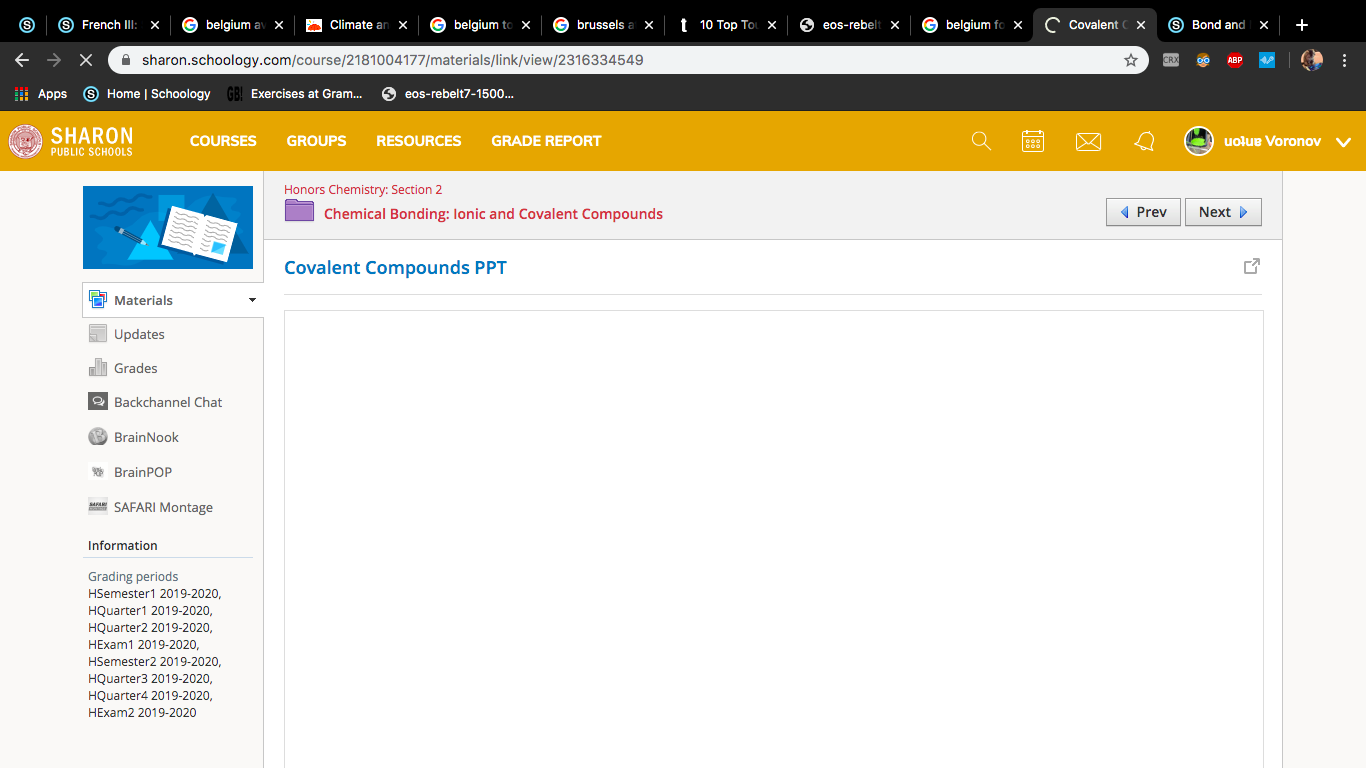 French III:
belgium av
Climate an
belgium to
brussels a
10 Top Tou
eos-rebelt
belgium fo
Covalent C
Bond and
sharon.schoology.com/course/2181004177/materials/link/view/2316334549
CRX
ABP
Apps
Home | Schoology
GB!
Exercises at Gram...
eos-rebelt7-1500...
SHARON
PUBLIC SCHOOLS
COURSES
GROUPS
RESOURCES
GRADE REPORT
uoʇuɐ Voronov
Honors Chemistry: Section 2
Chemical Bonding: Ionic and Covalent Compounds
Prev
Next
Covalent Compounds PPT
Materials
Updates
Grades
Backchannel Chat
BrainNook
BrainPOP
SAFARI Montage
Information
Grading periods
HSemester1 2019-2020,
HQuarter1 2019-2020,
HQuarter2 2019-2020,
HExam1 2019-2020,
HSemester2 2019-2020,
HQuarter3 2019-2020,
HQuarter4 2019-2020,
HExam2 2019-2020